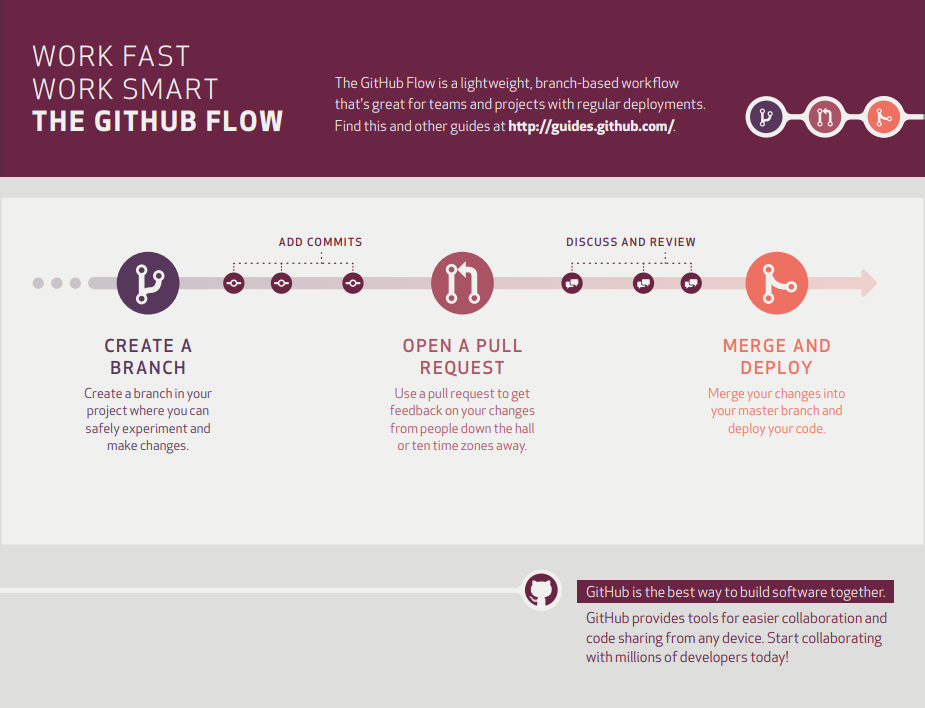 WORK FAST
WORK SMART
THE GITHUB FLOW
The GitHub Flow is a lightweight, branch-based workflow
that's great for teams and projects with regular deployments.
Find this and other guides at http://guides.github.com/.
ADD COMMITS
DISCUSS AND REVIEW
CREATE A
BRANCH
Create a branch in your
project where you can
safely experiment and
make changes.
OPEN A PULL
REQUEST
Use a pull request to get
feedback on your changes
from people down the hall
or ten time zones away.
MERGE AND
DEPLOY
Merge your changes into
your master branch and
deploy your code.
GitHub is the best way to build software together.
GitHub provides tools for easier collaboration and
code sharing from any device. Start collaborating
with millions of developers today!